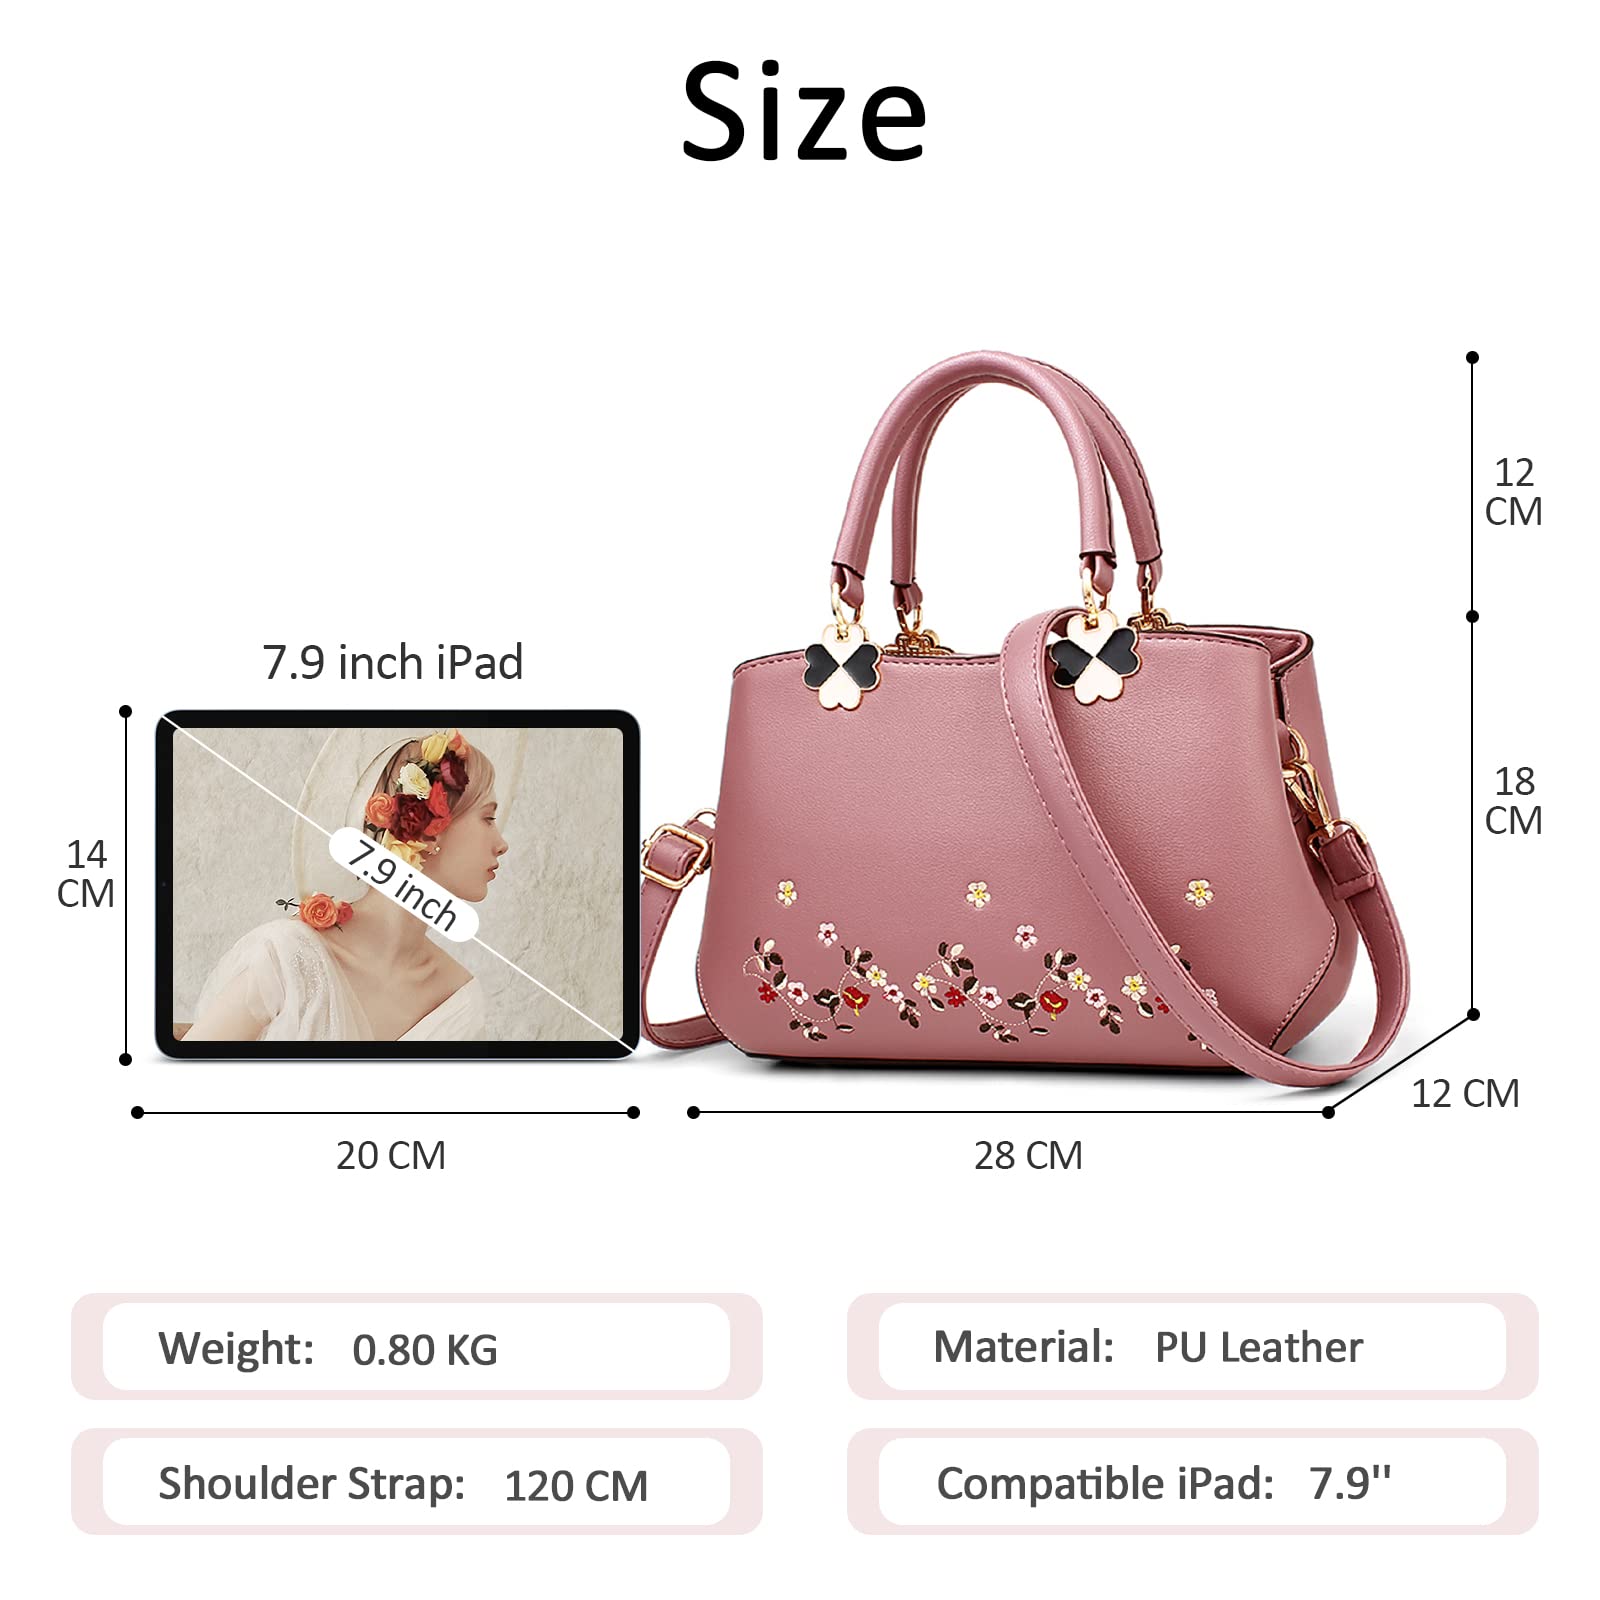 Size
12
CM
7.9 inch iPad
18
CM
14
CM
7.9 inch
12 CM
20 CM
28 CM
Weight: 0.80 KG
Material: PU Leather
Shoulder Strap: 120 CM
Compatible iPad: 7.9''